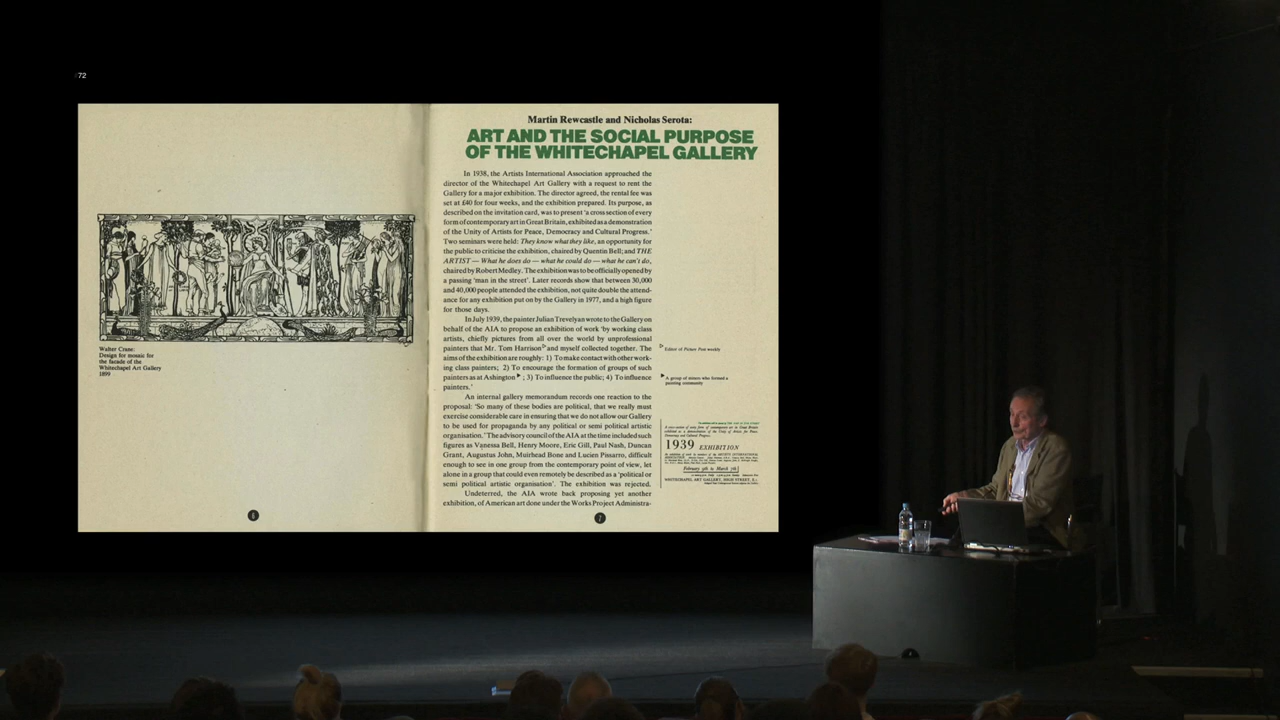 72
Walter Crane:
Design for mosaic for
the facade of the
Whitechapel Art Gallery
1899
6
Martin Rewcastle and Nicholas Serota:
ART AND THE SOCIAL PURPOSE
OF THE WHITECHAPEL GALLERY
In 1938, the Artists International Association approached the
director of the Whitechapel Art Gallery with a request to rent the
Gallery for a major exhibition. The director agreed, the rental fee was
set at £40 for four weeks, and the exhibition prepared. Its purpose, as
described on the invitation card, was to present 'a cross section of every
form of contemporary art in Great Britain, exhibited as a demonstration
of the Unity of Artists for Peace, Democracy and Cultural Progress.'
Two seminars were held: They know what they like, an opportunity for
the public to criticise the exhibition, chaired by Quentin Bell; and THE
ARTIST — What he does do — what he could do — what he can't do,
chaired by Robert Medley. The exhibition was to be officially opened by
a passing 'man in the street'. Later records show that between 30,000
and 40,000 people attended the exhibition, not quite double the attend-
ance for any exhibition put on by the Gallery in 1977, and a high figure
for those days.
In July 1939, the painter Julian Trevelyan wrote to the Gallery on
behalf of the AIA to propose an exhibition of work 'by working class
artists, chiefly pictures from all over the world by unprofessional
painters that Mr. Tom Harrison and myself collected together. The
aims of the exhibition are roughly: 1) To make contact with other work-
ing class painters; 2) To encourage the formation of groups of such
painters as at Ashington ; 3) To influence the public; 4) To influence
painters.'
An internal gallery memorandum records one reaction to the
proposal: 'So many of these bodies are political, that we really must
exercise considerable care in ensuring that we do not allow our Gallery
to be used for propaganda by any political or semi political artistic
organisation.' The advisory council of the AIA at the time included such
figures as Vanessa Bell, Henry Moore, Eric Gill, Paul Nash, Duncan
Grant, Augustus John, Muirhead Bone and Lucien Pissarro, difficult
enough to see in one group from the contemporary point of view, let
alone in a group that could even remotely be described as a 'political or
semi political artistic organisation'. The exhibition was rejected.
Undeterred, the AIA wrote back proposing yet another
exhibition, of American art done under the Works Project Administra-
Editor of Picture Post weekly
A group of miners who formed a
painting community
1939 EXHIBITION
February 9th to March 7th
WHITECHAPEL ART GALLERY, HIGH STREET, E.1
7